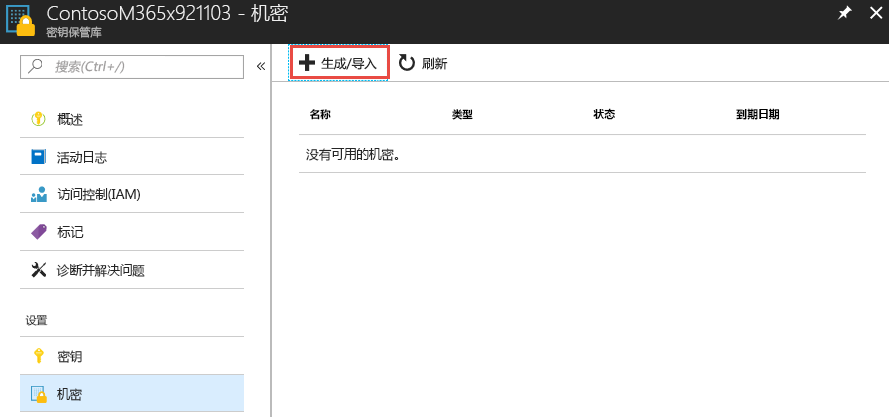 ContosoM365x921103 - 机密
密钥保管库
搜索(Ctrl+/)
«
概述
活动日志
访问控制(IAM)
标记
诊断并解决问题
设置
密钥
机密
生成/导入 刷新
名称 类型 状态 到期日期
没有可用的机密。